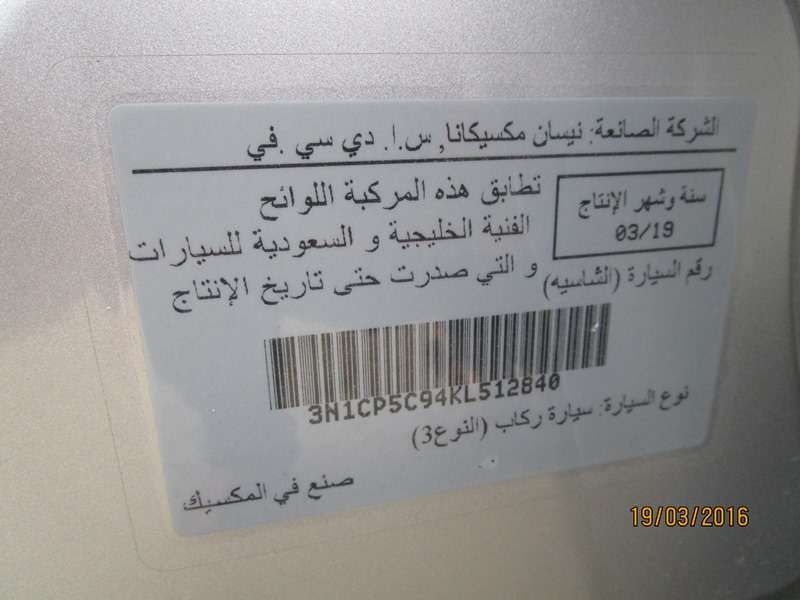 الشركة الصانعة: نيسان مكسيكانا, س.ا. دي سي .في
سنة وشهر الإنتاج
03/19
تطابق هذه المركبة اللوائح
الفنية الخليجية و السعودية للسيارات
و التي صدرت حتى تاريخ الإنتاج
رقم السيارة (الشاسيه)
3N1CP5C94KL512840
نوع السيارة: سيارة ركاب (النوع3)
صنع في المكسيك
19/03/2016